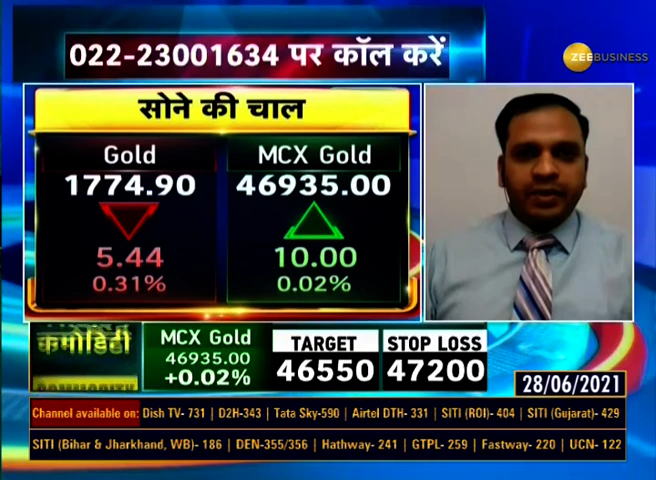 022-23001634 पर कॉल करें
ZEEBUSINESS
सोने की चाल
Gold
1774.90
5.44
0.31%
MCX Gold
46935.00
10.00
0.02%
कमोडिटी
COMMODITY
MCX Gold
46935.00
+0.02%
TARGET
46550
STOP LOSS
47200
28/06/2021
Channel available on: Dish TV- 731 | D2H-343 | Tata Sky-590 | Airtel DTH- 331 | SITI (ROI)- 404 | SITI (Gujarat)- 429
SITI (Bihar & Jharkhand, WB)- 186 | DEN-355/356 | Hathway- 241 | GTPL- 259 | Fastway- 220 | UCN- 122